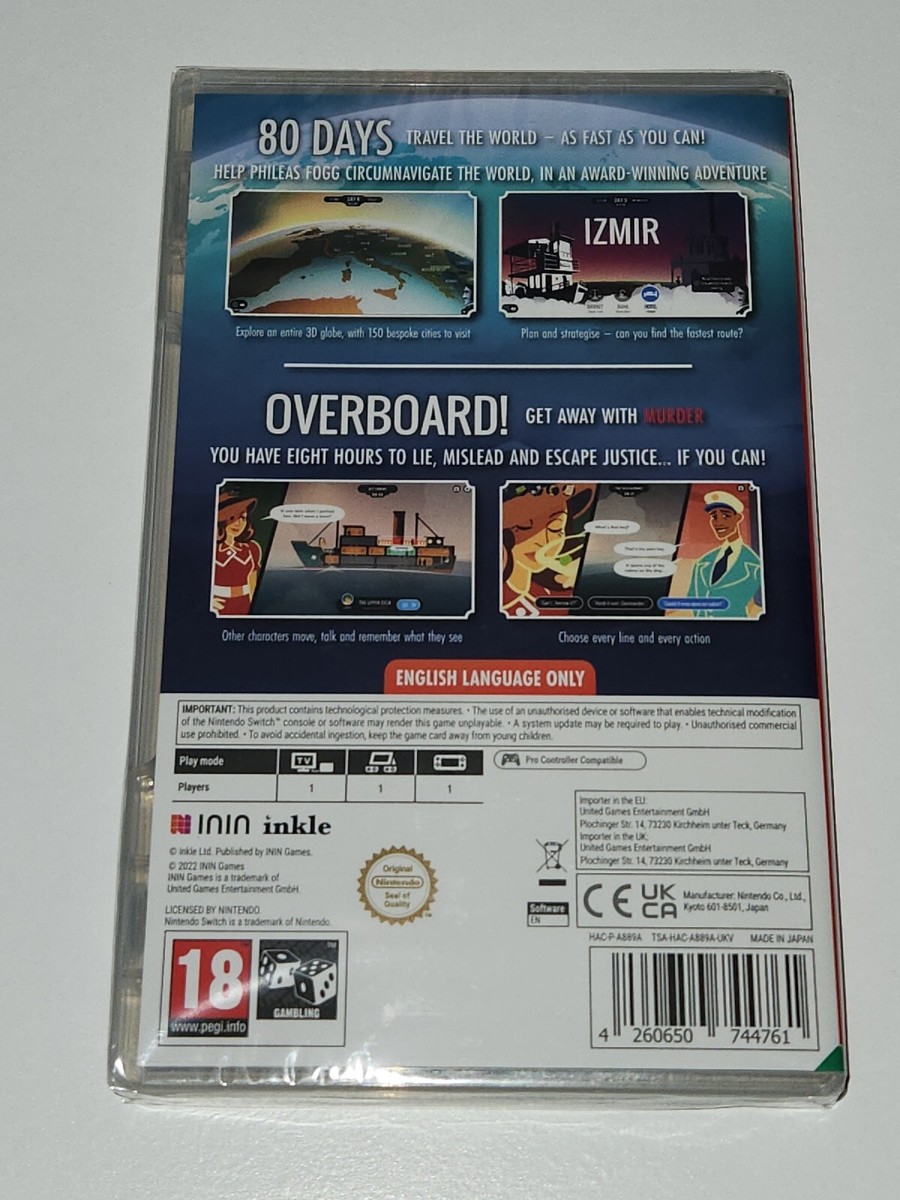 80 DAYS TRAVEL THE WORLD – AS FAST AS YOU CAN!
HELP PHILEAS FOGG CIRCUMNAVIGATE THE WORLD, IN AN AWARD-WINNING ADVENTURE
IZMIR
Explore an entire 3D globe, with 150 bespoke cities to visit
Plan and strategise – can you find the fastest route?
OVERBOARD! GET AWAY WITH MURDER
YOU HAVE EIGHT HOURS TO LIE, MISLEAD AND ESCAPE JUSTICE... IF YOU CAN!
What's that key?
THE UPPER DECK
Other characters move, talk and remember what they see
Choose every line and every action
ENGLISH LANGUAGE ONLY
IMPORTANT: This product contains technological protection measures. • The use of an unauthorised device or software that enables technical modification
of the Nintendo Switch™ console or software may render this game unplayable. • A system update may be required to play. • Unauthorised commercial
use prohibited. • To avoid accidental ingestion, keep the game card away from young children.
Play mode TV
Pro Controller Compatible
Players 1 1 1
ININ inkle
© inkle Ltd. Published by ININ Games.
© 2022 ININ Games
ININ Games is a trademark of
United Games Entertainment GmbH.
LICENSED BY NINTENDO.
Nintendo Switch is a trademark of Nintendo.
Original
Nintendo
Seal of
Quality
™
Software
EN
Importer in the EU:
United Games Entertainment GmbH
Plochinger Str. 14, 73230 Kirchheim unter Teck, Germany
Importer in the UK:
United Games Entertainment GmbH
Plochinger Str. 14, 73230 Kirchheim unter Teck, Germany
CE UK CA
Manufacturer: Nintendo Co., Ltd.,
Kyoto 601-8501, Japan
HAC-P-A889A TSA-HAC-A889A-UKV MADE IN JAPAN
18
www.pegi.info
™
GAMBLING
4 260650 744761